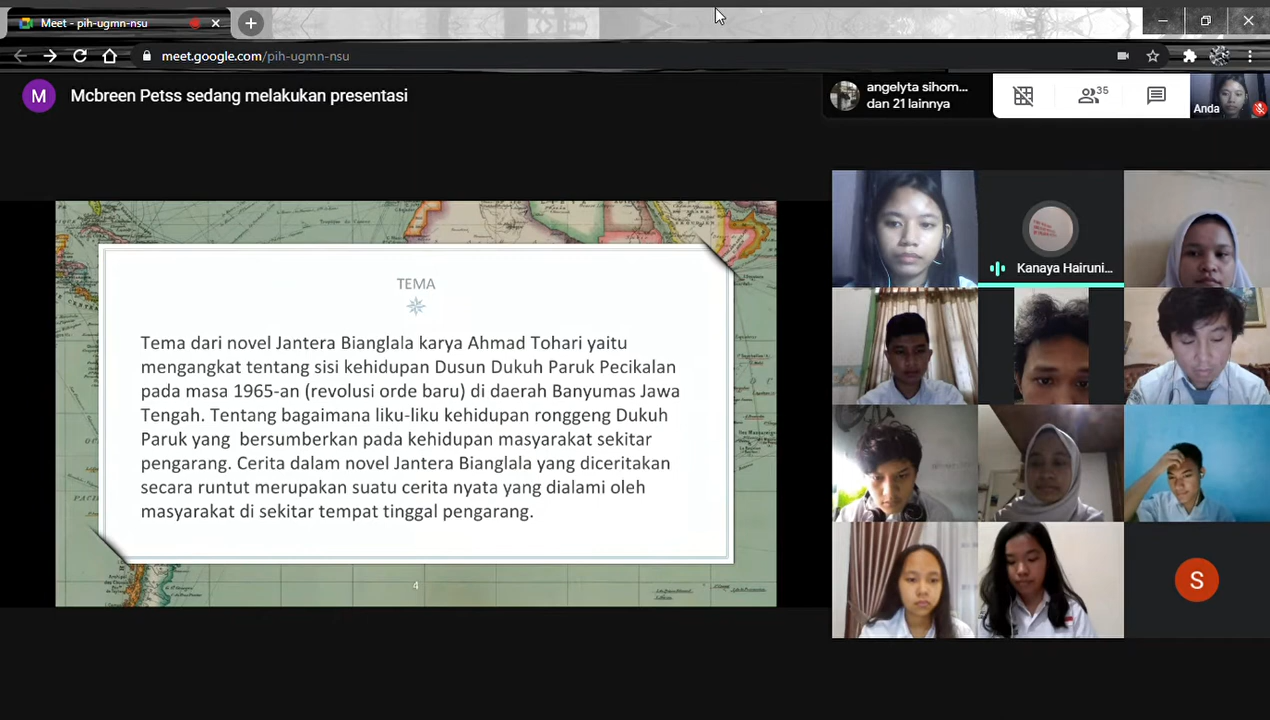 Meet - pih-ugmn-nsu
meet.google.com/pih-ugmn-nsu
M
Mcbreen Petss sedang melakukan presentasi
angelyta sihom...
dan 21 lainnya
35
Anda
Kanaya Hairuni...
TEMA
Tema dari novel Jantera Bianglala karya Ahmad Tohari yaitu
mengangkat tentang sisi kehidupan Dusun Dukuh Paruk Pecikalan
pada masa 1965-an (revolusi orde baru) di daerah Banyumas Jawa
Tengah. Tentang bagaimana liku-liku kehidupan ronggeng Dukuh
Paruk yang bersumberkan pada kehidupan masyarakat sekitar
pengarang. Cerita dalam novel Jantera Bianglala yang diceritakan
secara runtut merupakan suatu cerita nyata yang dialami oleh
masyarakat di sekitar tempat tinggal pengarang.
4
S